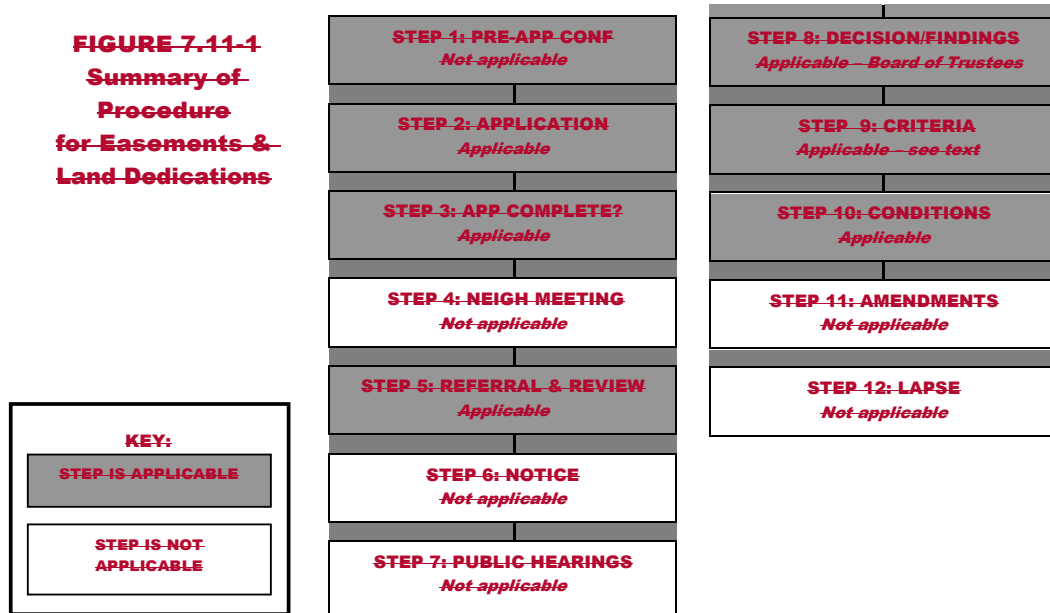 FIGURE 7.11-1
Summary of
Procedure
for Easements &
Land Dedications
STEP 1: PRE-APP CONF
Not applicable
STEP 2: APPLICATION
Applicable
STEP 3: APP COMPLETE?
Applicable
STEP 4: NEIGH MEETING
Not applicable
STEP 5: REFERRAL & REVIEW
Applicable
STEP 6: NOTICE
Not applicable
STEP 7: PUBLIC HEARINGS
Not applicable
STEP 8: DECISION/FINDINGS
Applicable – Board of Trustees
STEP 9: CRITERIA
Applicable – see text
STEP 10: CONDITIONS
Applicable
STEP 11: AMENDMENTS
Not applicable
STEP 12: LAPSE
Not applicable
KEY:
STEP IS APPLICABLE
STEP IS NOT
APPLICABLE